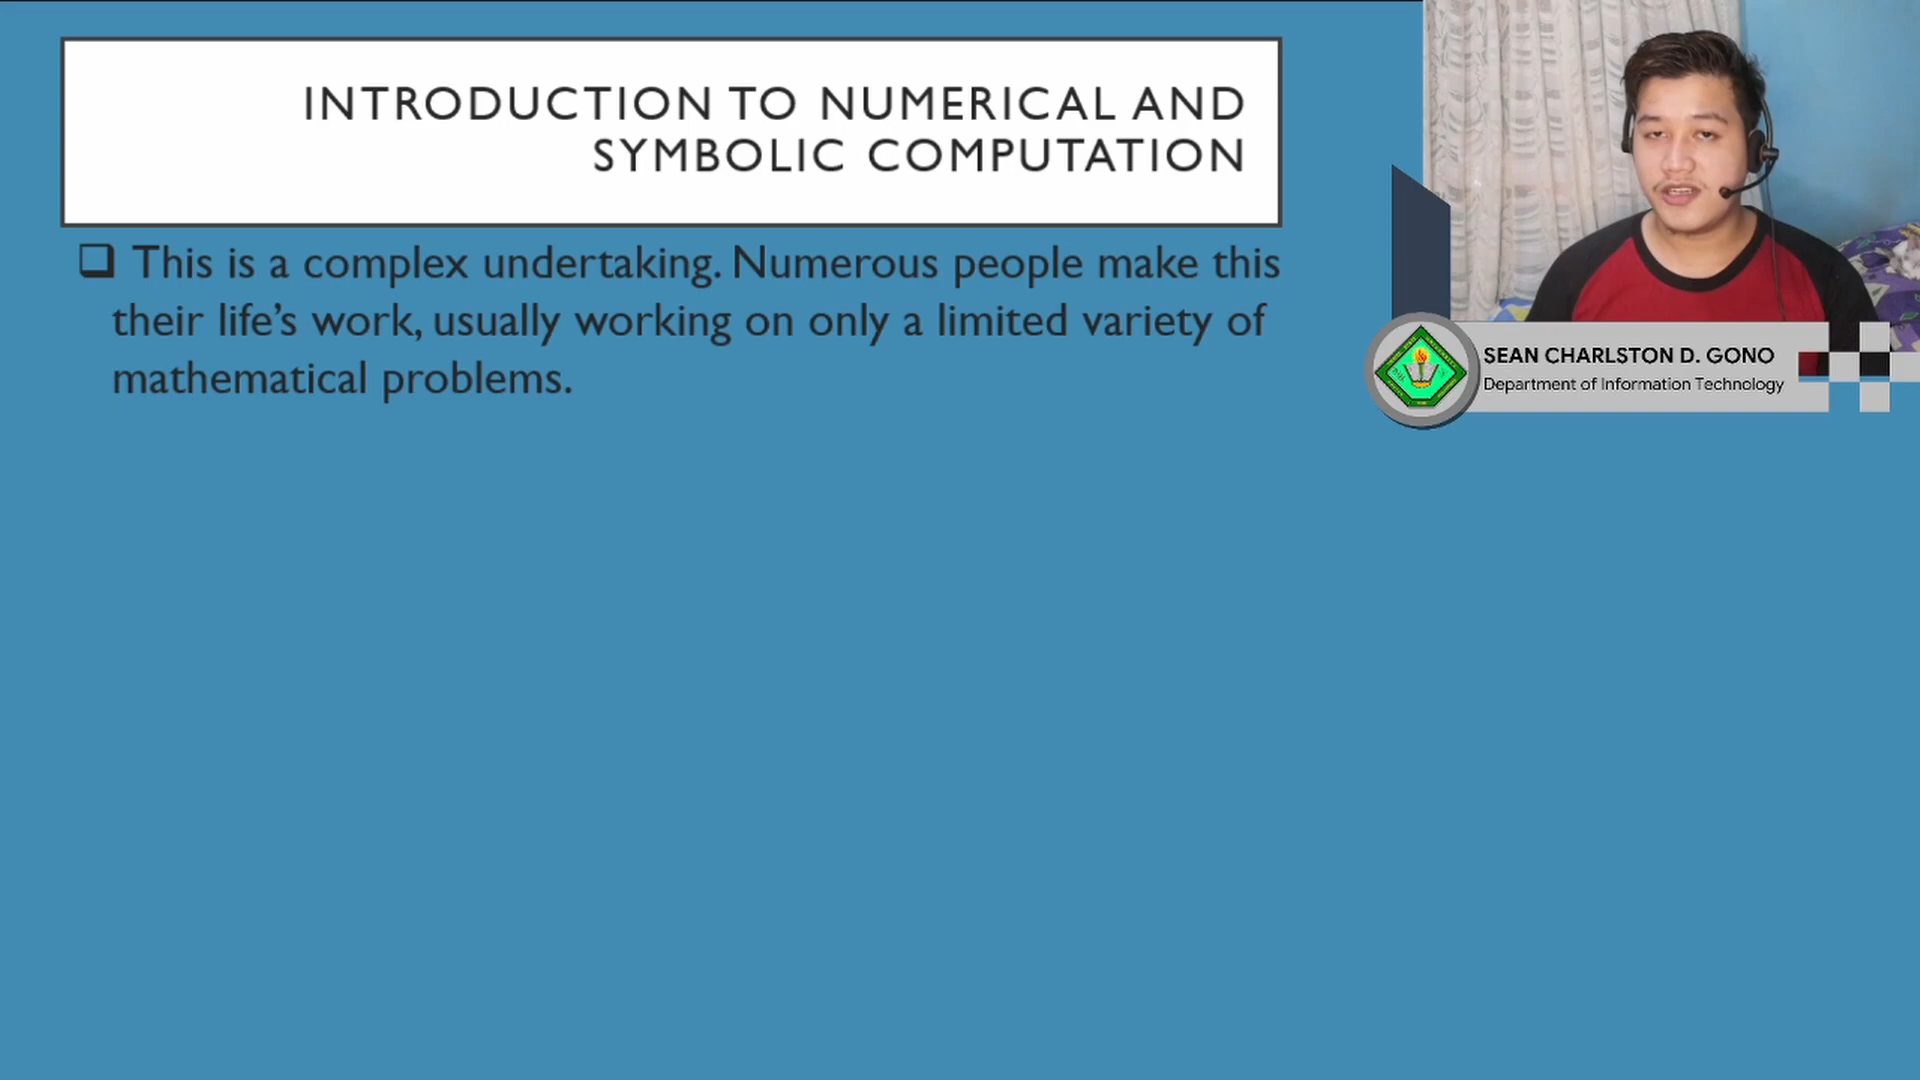 INTRODUCTION TO NUMERICAL AND
SYMBOLIC COMPUTATION
This is a complex undertaking. Numerous people make this
their life’s work, usually working on only a limited variety of
mathematical problems.
SEAN CHARLSTON D. GONO
Department of Information Technology